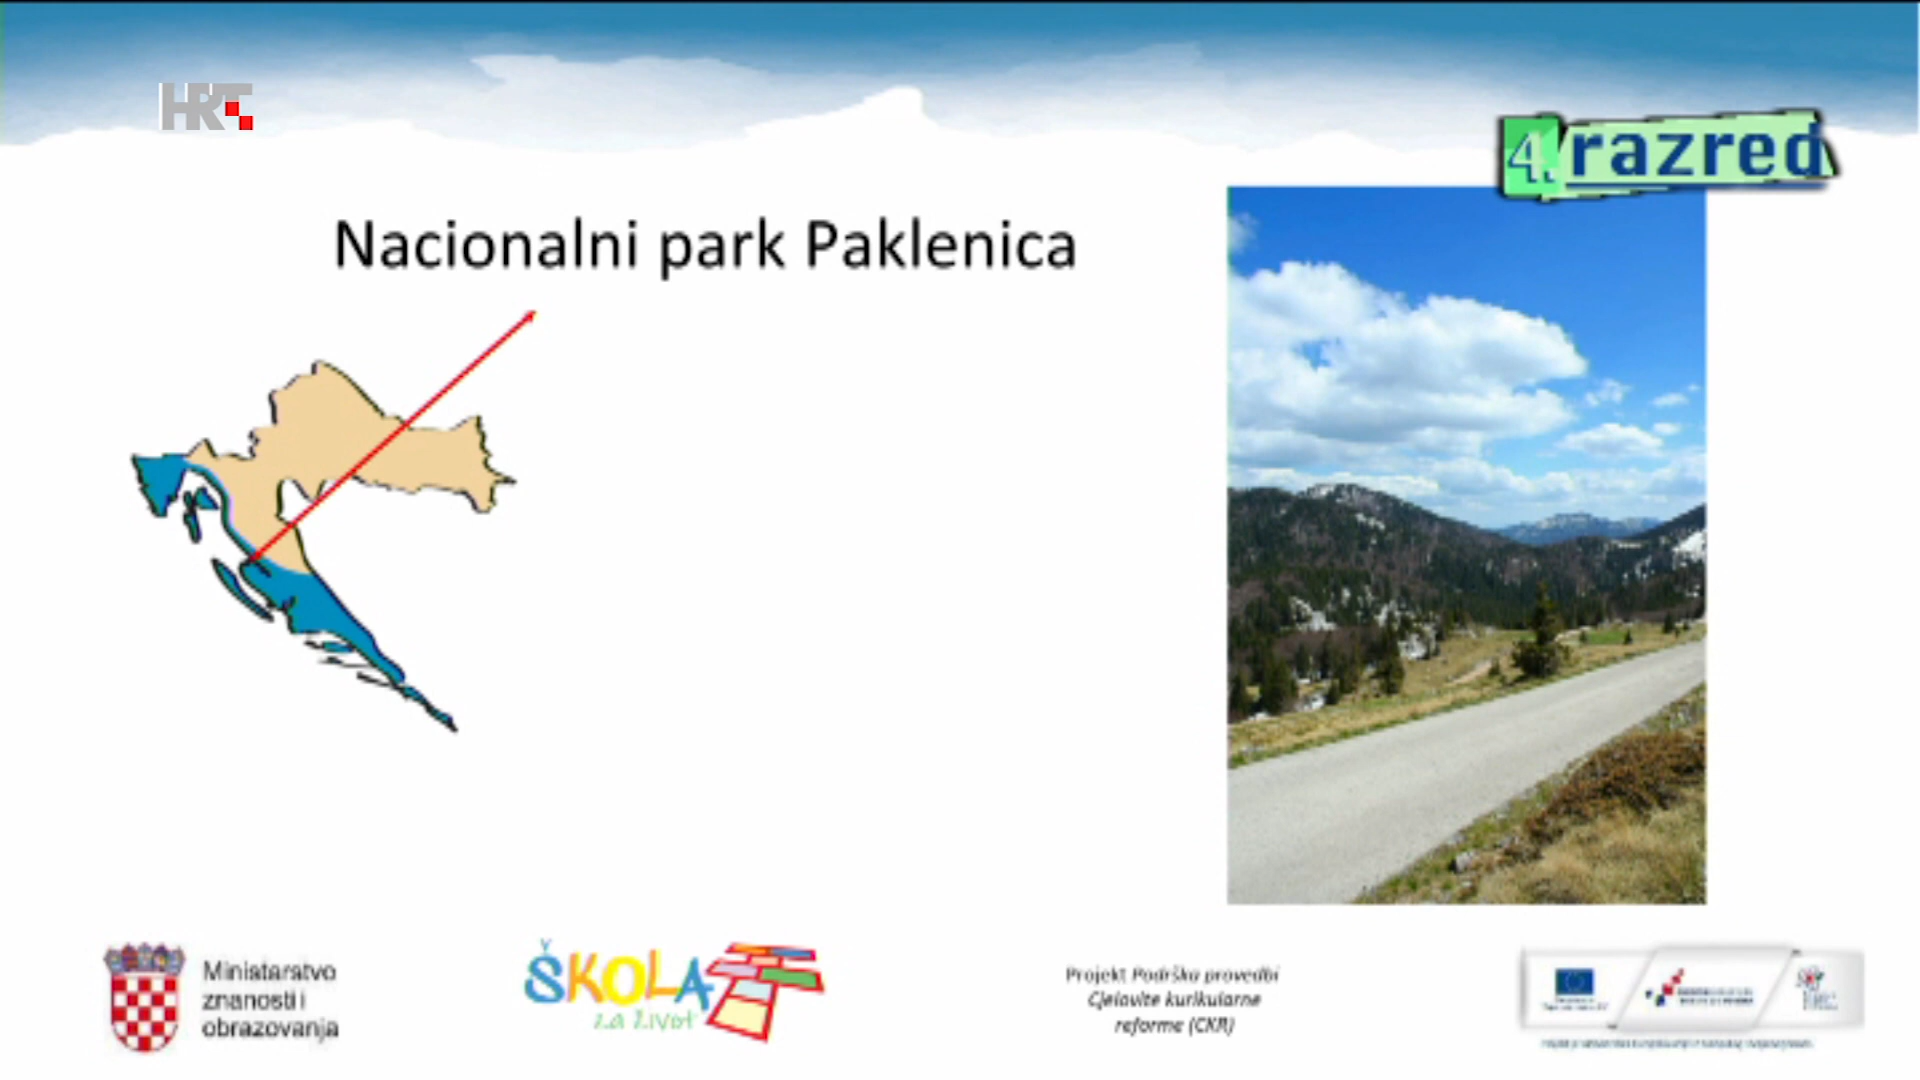 HRT
4. razred
Nacionalni park Paklenica
Ministarstvo
znanosti i
obrazovanja
ŠKOLA
za život
Projekt Podrška provedbi
Cjelovite kurikularne
reforme (CKR)